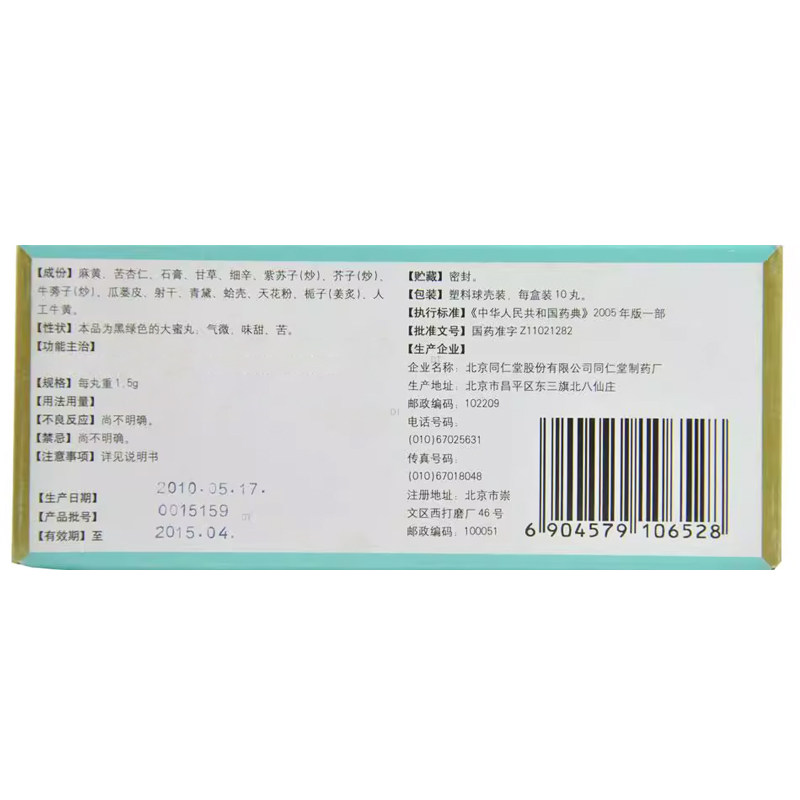 【成份】麻黄、苦杏仁、石膏、甘草、细辛、紫苏子(炒)、芥子(炒)、
牛蒡子(炒)、瓜蒌皮、射干、青黛、蛤壳、天花粉、栀子(姜炙)、人
工牛黄。
【性状】本品为黑绿色的大蜜丸；气微、味甜、苦。
【功能主治】
【规格】每丸重1.5g
【用法用量】
【不良反应】尚不明确。
【禁忌】尚不明确。
【注意事项】详见说明书
【生产日期】 2010.05.17.
【产品批号】 0015159
【有效期】至 2015.04.
【贮藏】密封。
【包装】塑料球壳装、每盒装10丸。
【执行标准】《中华人民共和国药典》2005年版一部
【批准文号】国药准字Z11021282
【生产企业】
企业名称：北京同仁堂股份有限公司同仁堂制药厂
生产地址：北京市昌平区东三旗北八仙庄
邮政编码：102209
电话号码：
(010)67025631
传真号码：
(010)67018048
注册地址：北京市崇
文区西打磨厂46号
邮政编码：100051
6 904579 106528